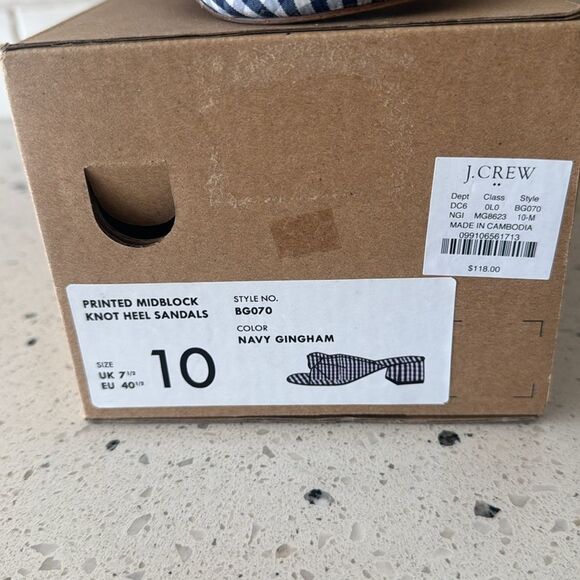 J.CREW
Dept Class Style
DC6 0L0 BG070
NGI MG8623 10-M
MADE IN CAMBODIA
099106561713
$118.00
PRINTED MIDBLOCK
KNOT HEEL SANDALS
STYLE NO.
BG070
COLOR
NAVY GINGHAM
SIZE
UK 7 1/2
EU 40 1/2
10